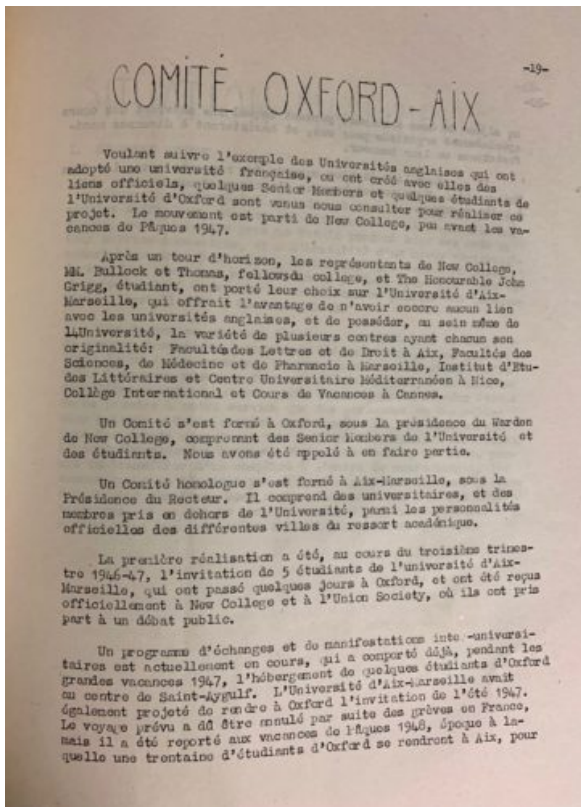 -19-
COMITÉ OXFORD-AIX
Voulant suivre l'exemple des Universités anglaises qui ont
adopté une université française, ou ont créé avec elles des
liens officiels, quelques Senior Members et quelques étudiants de
l'Université d'Oxford sont venus nous consulter pour réaliser ce
projet. Le mouvement est parti de New College, peu avant les va-
cances de Pâques 1947.
Après un tour d'horizon, les représentants de New College,
MM. Bullock et Thomas, fellowsdu college, et The Honourable John
Grigg, étudiant, ont porté leur choix sur l'Université d'Aix-
Marseille, qui offrait l'avantage de n'avoir encore aucun lien
avec les universités anglaises, et de posséder, au sein même de
l4Université, la variété de plusieurs centres ayant chacun son
originalité: Facultés des Lettres et de Droit à Aix, Facultés des
Sciences, de Médecine et de Pharmacie à Marseille, Institut d'Etu-
des Littéraires et Centre Universitaire Méditerranéen à Nice,
Collège International et Cours de Vacances à Cannes.
Un Comité s'est formé à Oxford, sous la présidence du Warden
de New College, comprenant des Senior Members de l'Université et
des étudiants. Nous avons été appelé à en faire partie.
Un Comité homologue s'est formé à Aix-Marseille, sous la
Présidence du Recteur. Il comprend des universitaires, et des
membres pris en dehors de l'Université, parmi les personnalités
officielles des différentes villes du ressort académique.
La première réalisation a été, au cours du troisième trimes-
tre 1946-47, l'invitation de 5 étudiants de l'université d'Aix-
Marseille, qui ont passé quelques jours à Oxford, et ont été reçus
officiellement à New College et à l'Union Society, où ils ont pris
part à un débat public.
Un programme d'échanges et de manifestations inte-universi-
taires est actuellement en cours, qui a comporté déjà, pendant les
grandes vacances 1947, l'hébergement de quelques étudiants d'Oxford
au centre de Saint-Aygulf. L'Université d'Aix-Marseille avait
également projeté de rendre à Oxford l'invitation de l'été 1947.
Le voyage prévu a dû être annulé par suite des grèves en France,
mais il a été reporté aux vacances de Pâques 1948, époque à la-
quelle une trentaine d'étudiants d'Oxford se rendront à Aix, pour